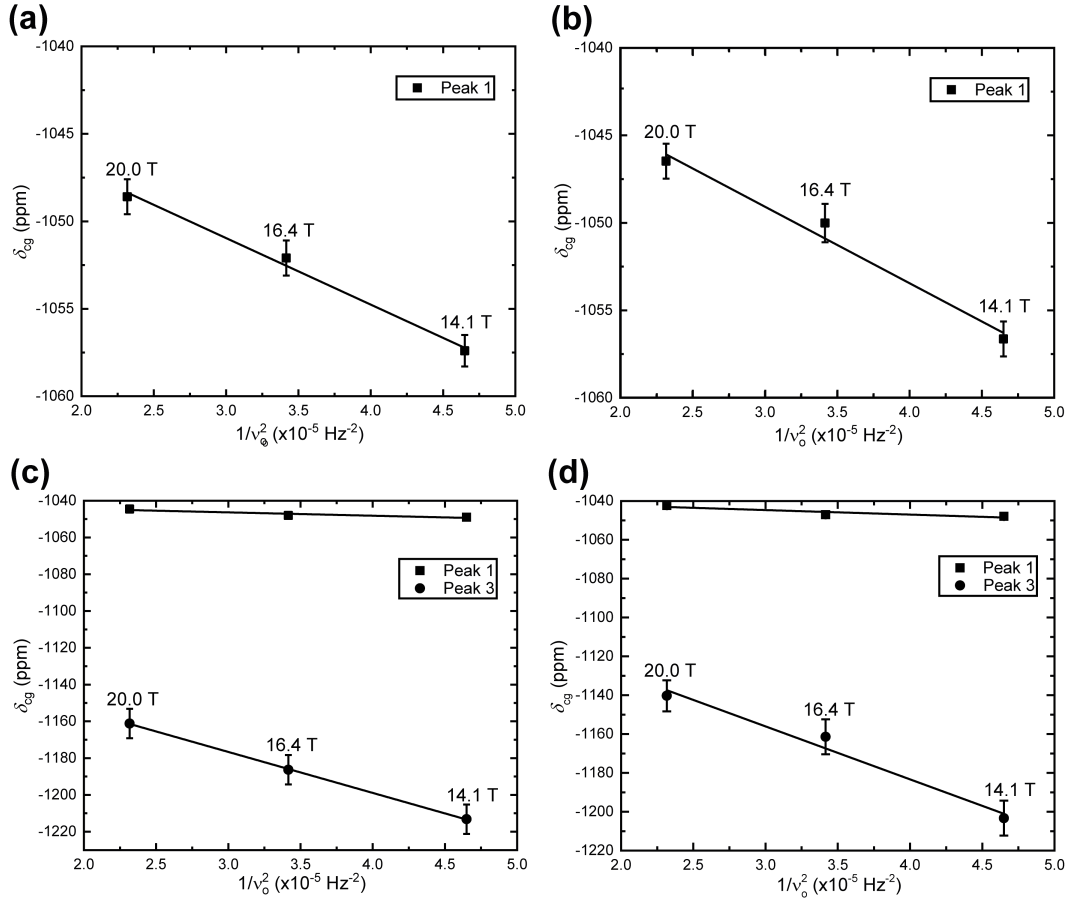 (a)
-1040
-1045
-1050
-1055
-1060
δcg (ppm)
Peak 1
20.0 T
16.4 T
14.1 T
2.0 2.5 3.0 3.5 4.0 4.5 5.0
1/ν²o (x10-5 Hz-2)
(b)
-1040
-1045
-1050
-1055
-1060
δcg (ppm)
Peak 1
20.0 T
16.4 T
14.1 T
2.0 2.5 3.0 3.5 4.0 4.5 5.0
1/ν²o (x10-5 Hz-2)
(c)
-1040
-1060
-1080
-1100
-1120
-1140
-1160
-1180
-1200
-1220
δcg (ppm)
Peak 1
Peak 3
20.0 T
16.4 T
14.1 T
2.0 2.5 3.0 3.5 4.0 4.5 5.0
1/ν²o (x10-5 Hz-2)
(d)
-1040
-1060
-1080
-1100
-1120
-1140
-1160
-1180
-1200
-1220
δcg (ppm)
Peak 1
Peak 3
20.0 T
16.4 T
14.1 T
2.0 2.5 3.0 3.5 4.0 4.5 5.0
1/ν²o (x10-5 Hz-2)